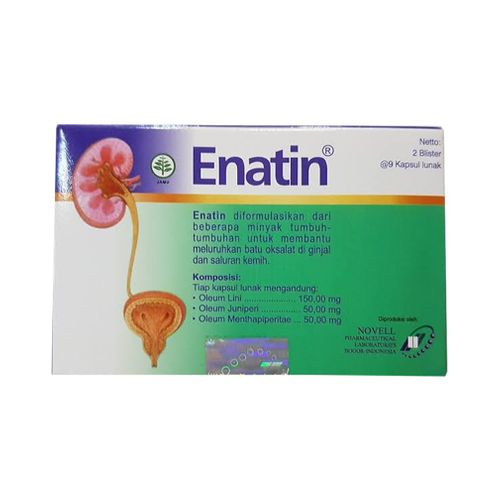 JAMU
Enatin®
Netto:
2 Blister
@9 Kapsul lunak
Enatin diformulasikan dari
beberapa minyak tumbuh-
tumbuhan untuk membantu
meluruhkan batu oksalat di ginjal
dan saluran kemih.
Komposisi:
Tiap kapsul lunak mengandung:
• Oleum Lini ..................... 150,00 mg
• Oleum Juniperi ............... 50,00 mg
• Oleum Menthapiperitae ... 50,00 mg
Diproduksi oleh:
NOVELL
PHARMACEUTICAL
LABORATORIES
BOGOR-INDONESIA